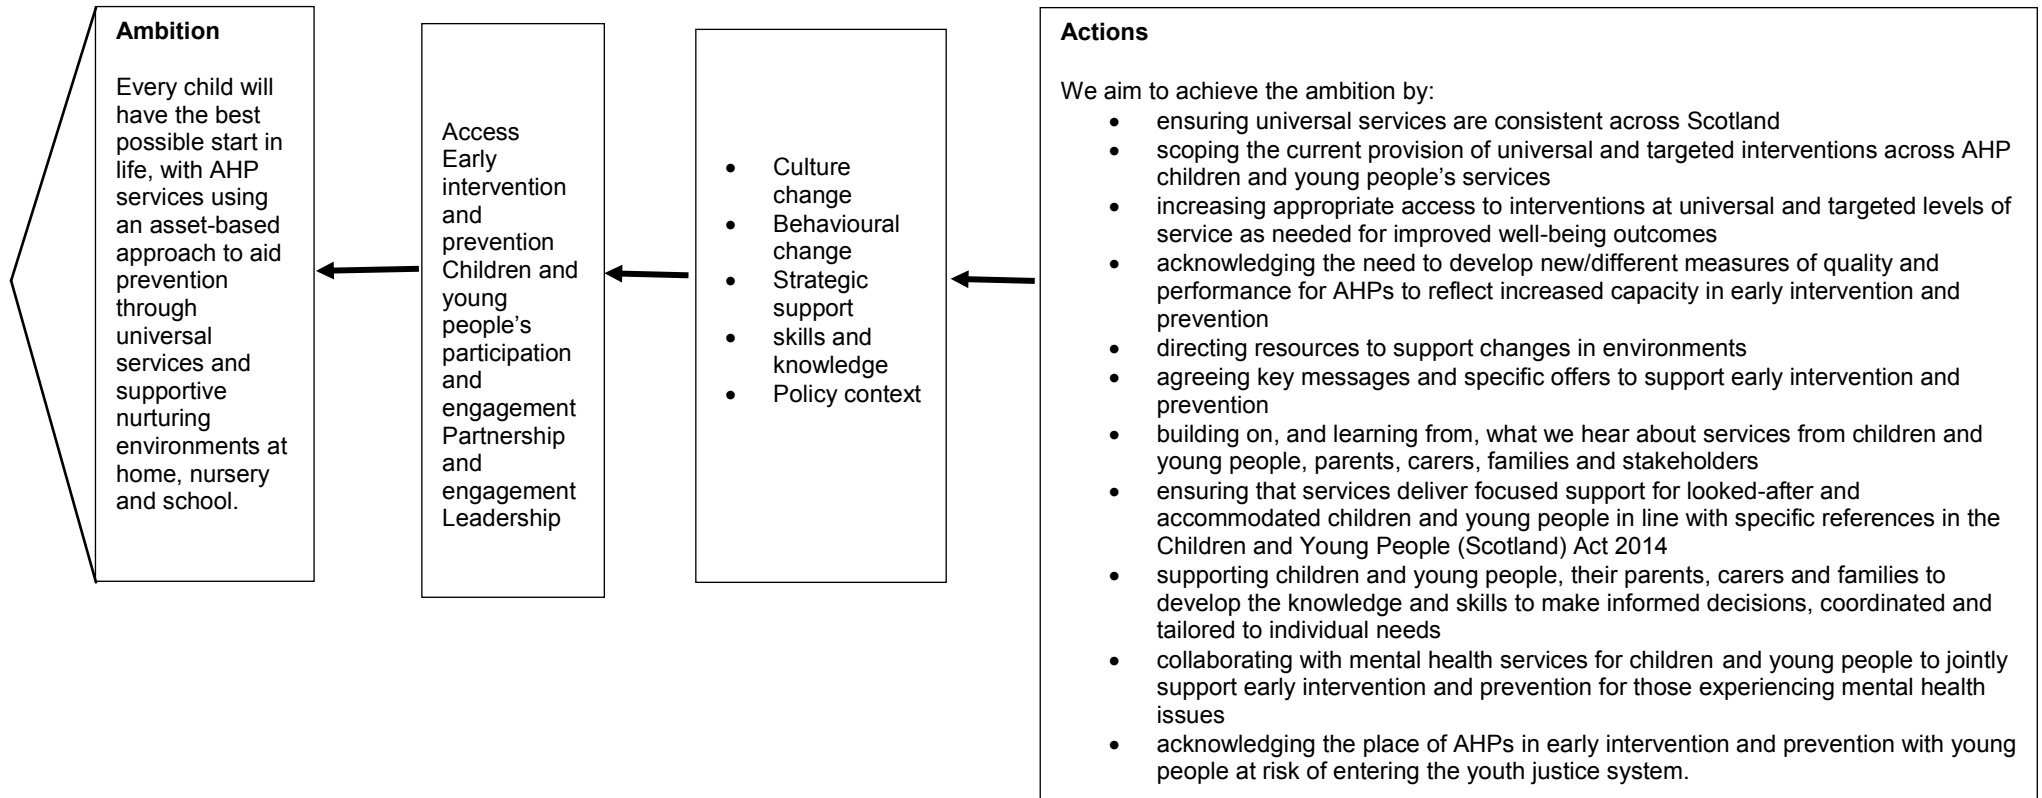 Ambition
Every child will
have the best
possible start in
life, with AHP
services using
an asset-based
approach to aid
prevention
through
universal
services and
supportive
nurturing
environments at
home, nursery
and school.
Access
Early
intervention
and
prevention
Children and
young
people’s
participation
and
engagement
Partnership
and
engagement
Leadership
• Culture
change
• Behavioural
change
• Strategic
support
• skills and
knowledge
• Policy context
Actions
We aim to achieve the ambition by:
• ensuring universal services are consistent across Scotland
• scoping the current provision of universal and targeted interventions across AHP
children and young people’s services
• increasing appropriate access to interventions at universal and targeted levels of
service as needed for improved well-being outcomes
• acknowledging the need to develop new/different measures of quality and
performance for AHPs to reflect increased capacity in early intervention and
prevention
• directing resources to support changes in environments
• agreeing key messages and specific offers to support early intervention and
prevention
• building on, and learning from, what we hear about services from children and
young people, parents, carers, families and stakeholders
• ensuring that services deliver focused support for looked-after and
accommodated children and young people in line with specific references in the
Children and Young People (Scotland) Act 2014
• supporting children and young people, their parents, carers and families to
develop the knowledge and skills to make informed decisions, coordinated and
tailored to individual needs
• collaborating with mental health services for children and young people to jointly
support early intervention and prevention for those experiencing mental health
issues
• acknowledging the place of AHPs in early intervention and prevention with young
people at risk of entering the youth justice system.